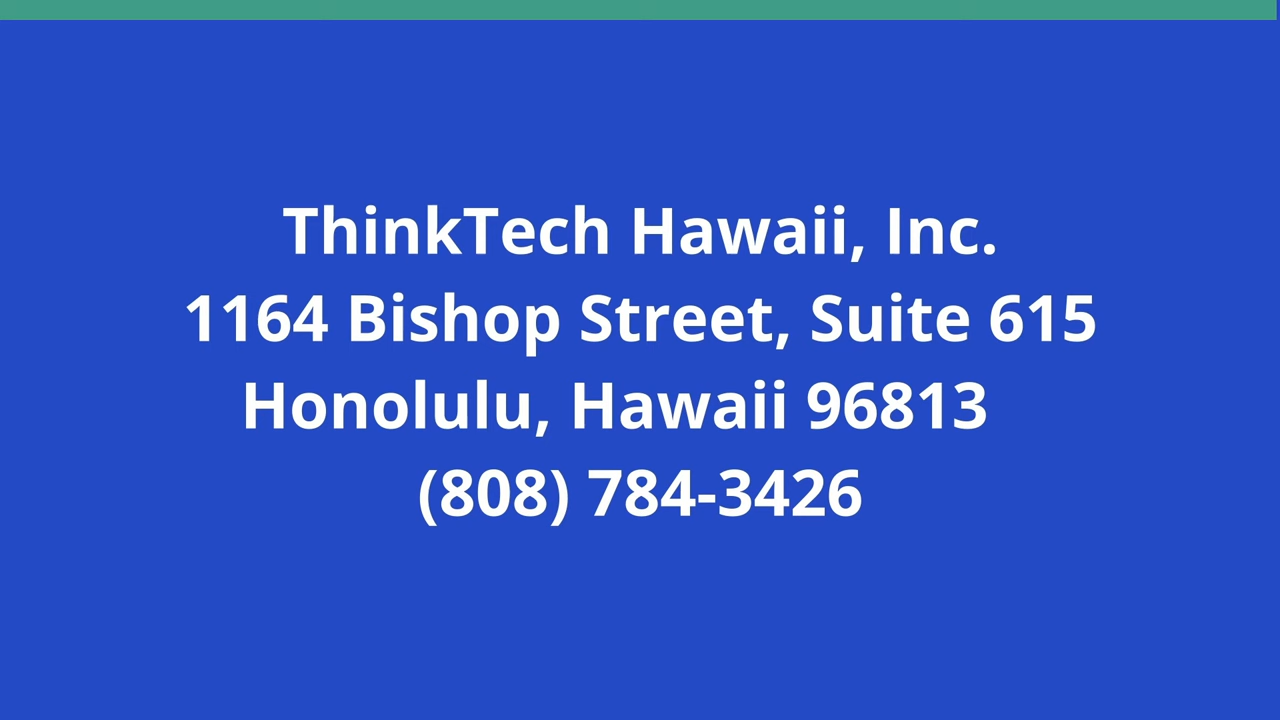 ThinkTech Hawaii, Inc.
1164 Bishop Street, Suite 615
Honolulu, Hawaii 96813
(808) 784-3426